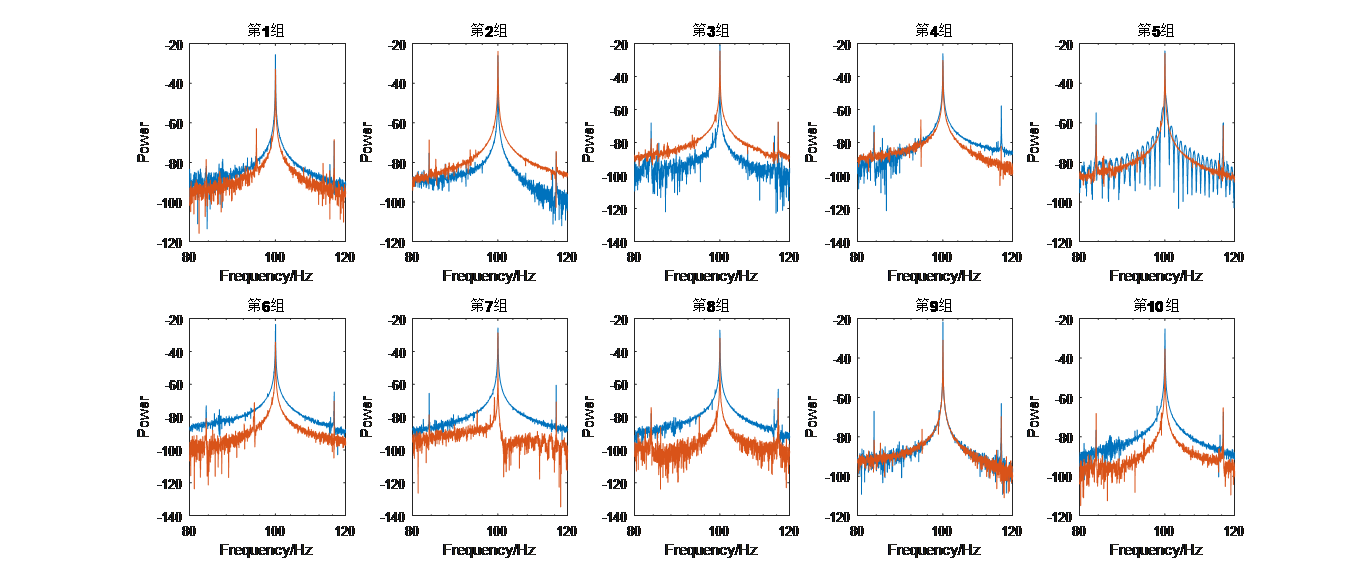 第1组 第2组 第3组 第4组 第5组
-20 -20 -20 -20 -20
-40 -40 -40 -40 -40
-60 -60 -60 -60 -60
Power Power Power Power Power
-80 -80 -80 -80 -80
-100 -100 -100 -100 -100
-120 -120 -120 -120 -120
-140 -140
80 100 120 80 100 120 80 100 120 80 100 120 80 100 120
Frequency/Hz Frequency/Hz Frequency/Hz Frequency/Hz Frequency/Hz
第6组 第7组 第8组 第9组 第10组
-20 -20 -20 -20 -20
-40 -40 -40 -40 -40
-60 -60 -60 -60 -60
Power Power Power Power Power
-80 -80 -80 -80 -80
-100 -100 -100 -100 -100
-120 -120 -120 -120 -120
-140 -140 -140
80 100 120 80 100 120 80 100 120 80 100 120 80 100 120
Frequency/Hz Frequency/Hz Frequency/Hz Frequency/Hz Frequency/Hz